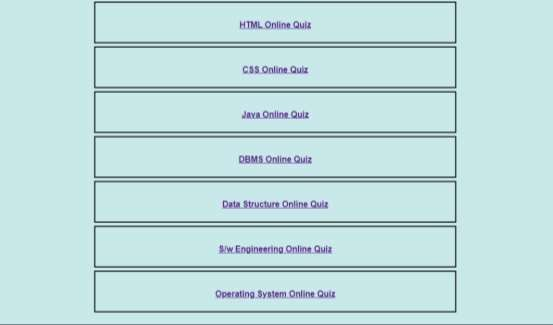 HTML Online Quiz
CSS Online Quiz
Java Online Quiz
DBMS Online Quiz
Data Structure Online Quiz
S/w Engineering Online Quiz
Operating System Online Quiz